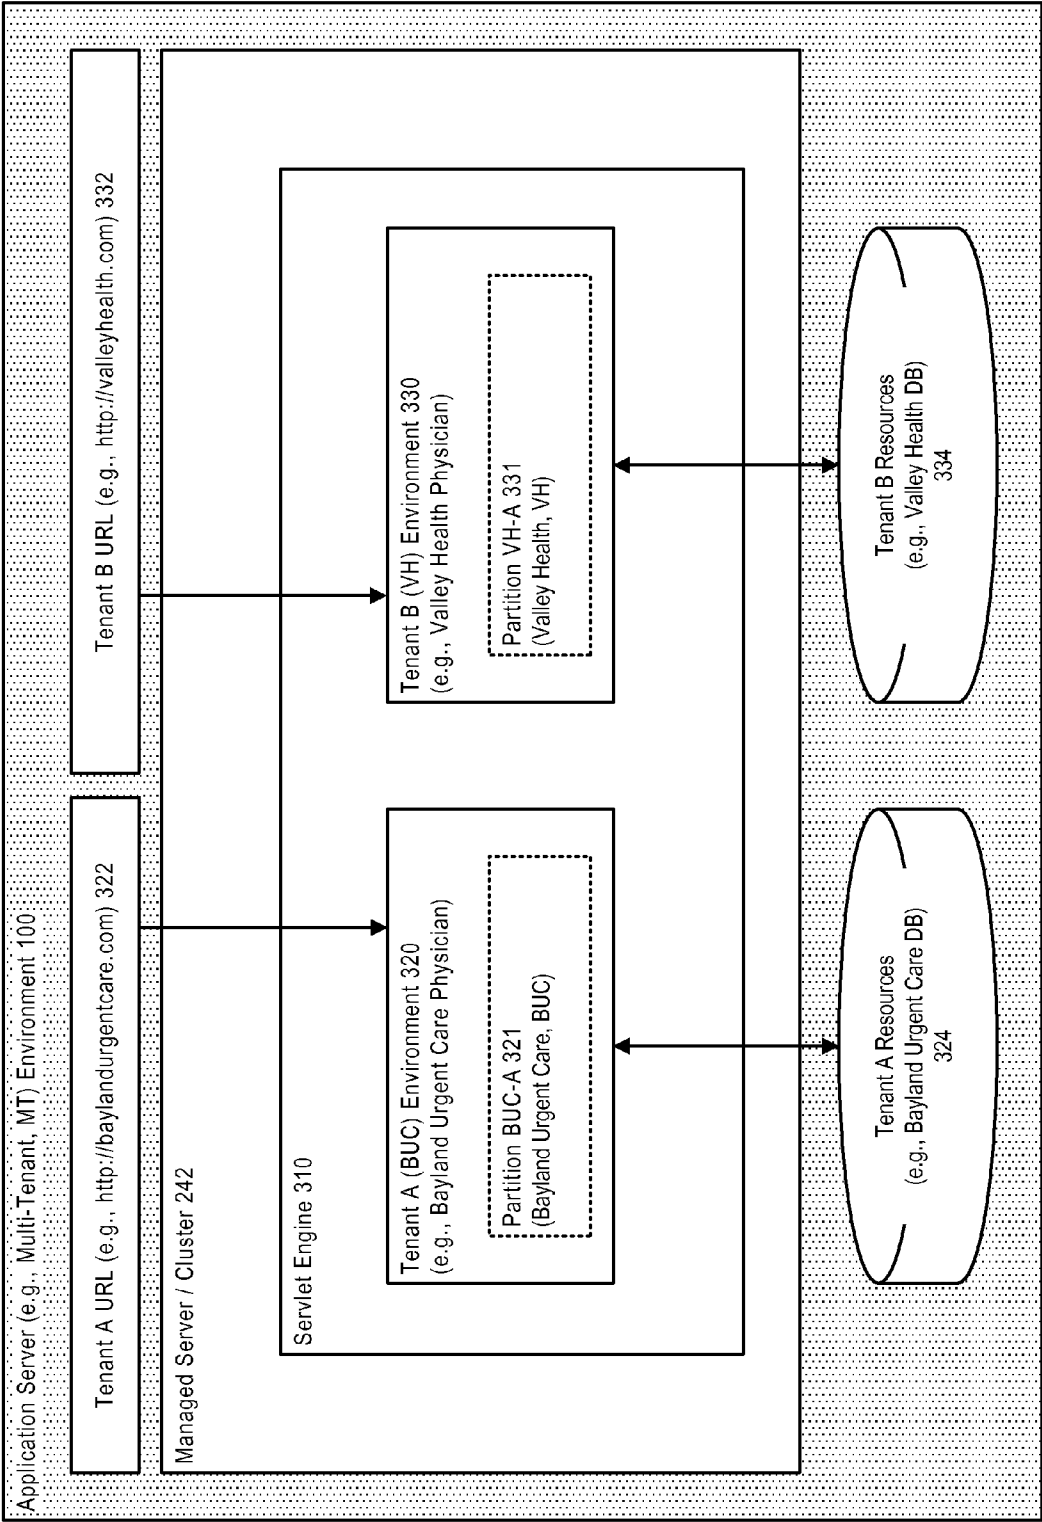 Application Server (e.g., Multi-Tenant, MT) Environment 100
Tenant A URL (e.g., http://baylandurgentcare.com) 322
Tenant B URL (e.g., http://valleyhealth.com) 332
Managed Server / Cluster 242
Servlet Engine 310
Tenant A (BUC) Environment 320
(e.g., Bayland Urgent Care Physician)
Partition BUC-A 321
(Bayland Urgent Care, BUC)
Tenant B (VH) Environment 330
(e.g., Valley Health Physician)
Partition VH-A 331
(Valley Health, VH)
Tenant A Resources
(e.g., Bayland Urgent Care DB)
324
Tenant B Resources
(e.g., Valley Health DB)
334